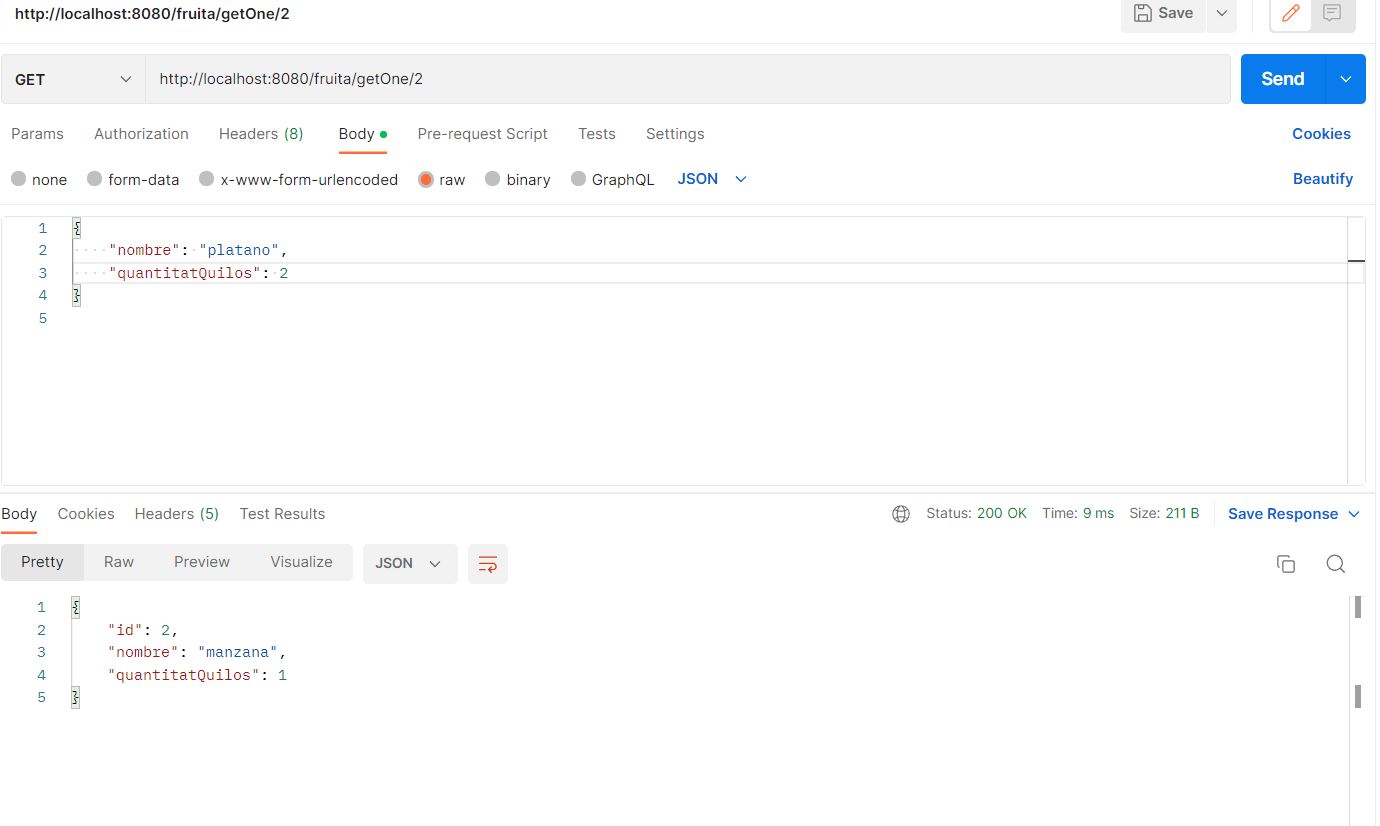 http://localhost:8080/fruita/getOne/2
Save
GET http://localhost:8080/fruita/getOne/2 Send
Params Authorization Headers (8) Body Pre-request Script Tests Settings Cookies
none form-data x-www-form-urlencoded raw binary GraphQL JSON Beautify
1 {
2 "nombre": "platano",
3 "quantitatQuilos": 2
4 }
5
Body Cookies Headers (5) Test Results Status: 200 OK Time: 9 ms Size: 211 B Save Response
Pretty Raw Preview Visualize JSON
1 {
2 "id": 2,
3 "nombre": "manzana",
4 "quantitatQuilos": 1
5 }